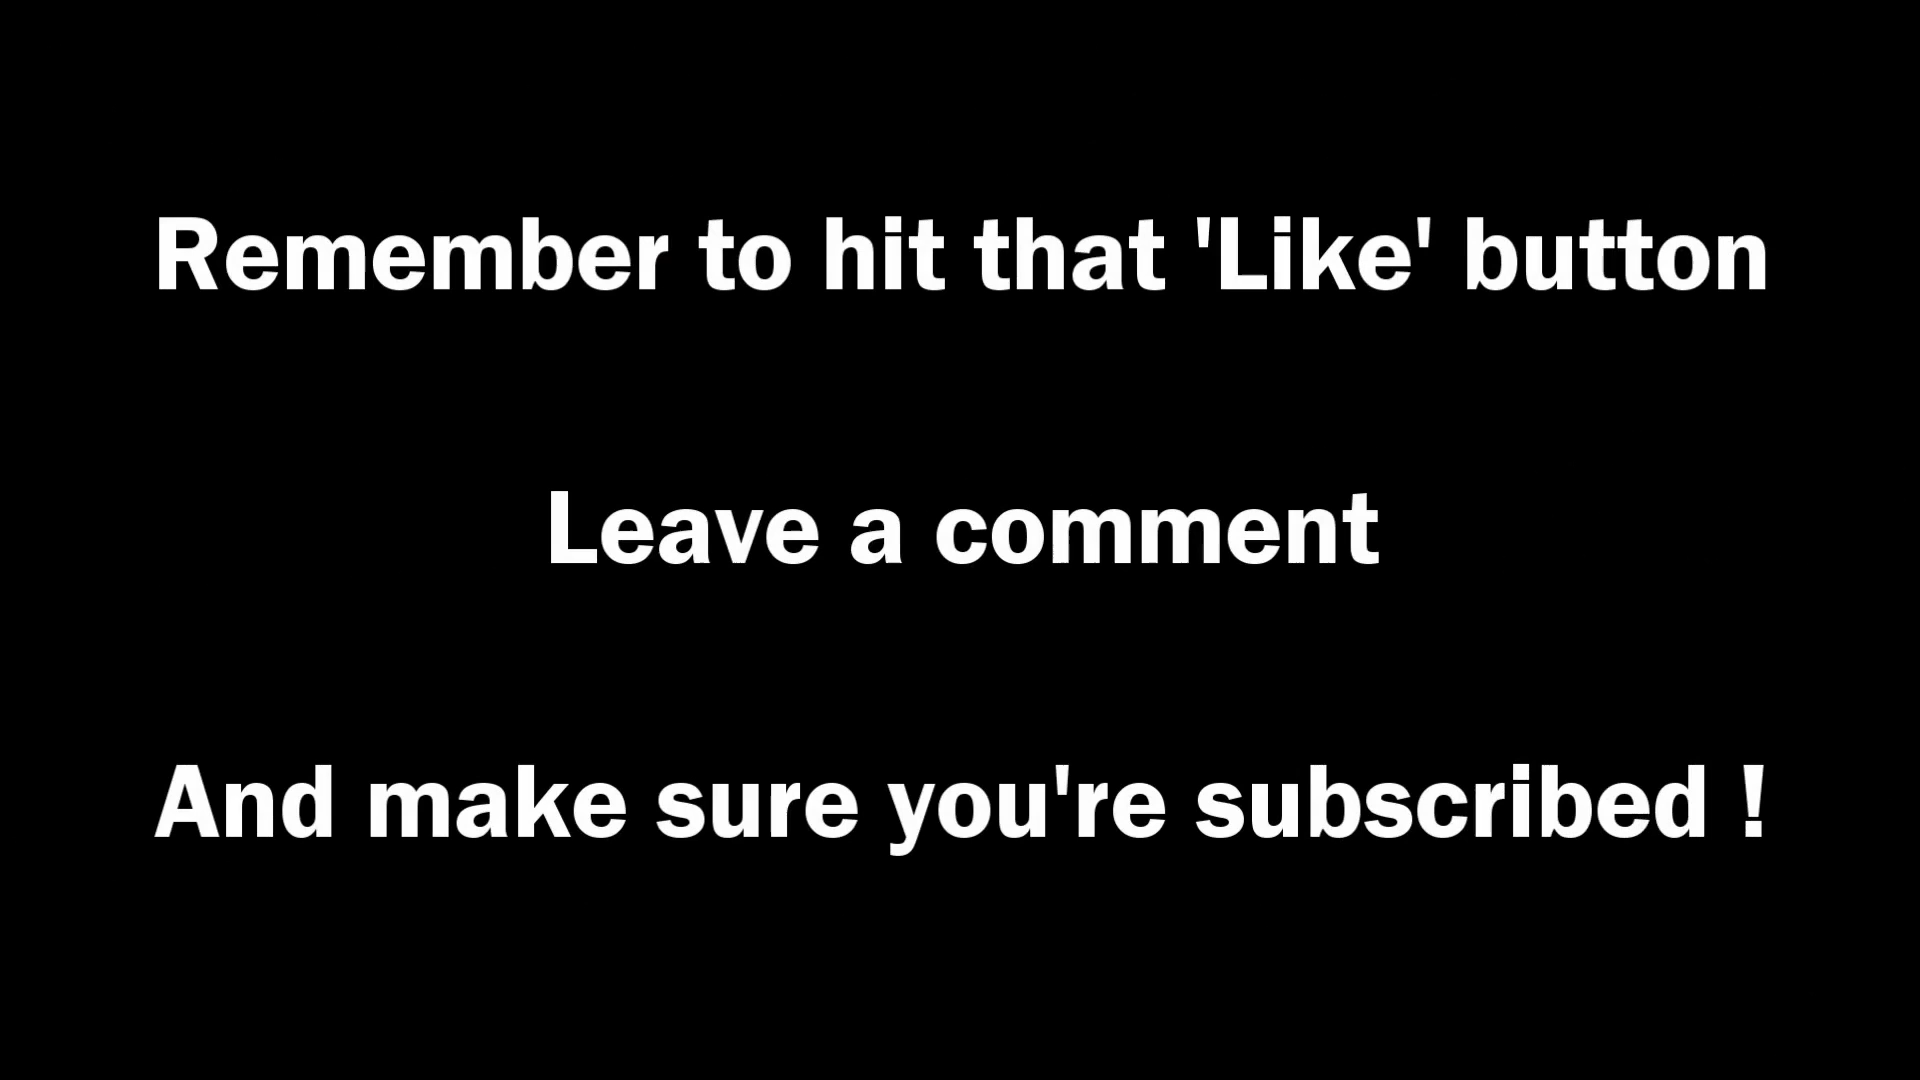 Remember to hit that 'Like' button
Leave a comment
And make sure you're subscribed !